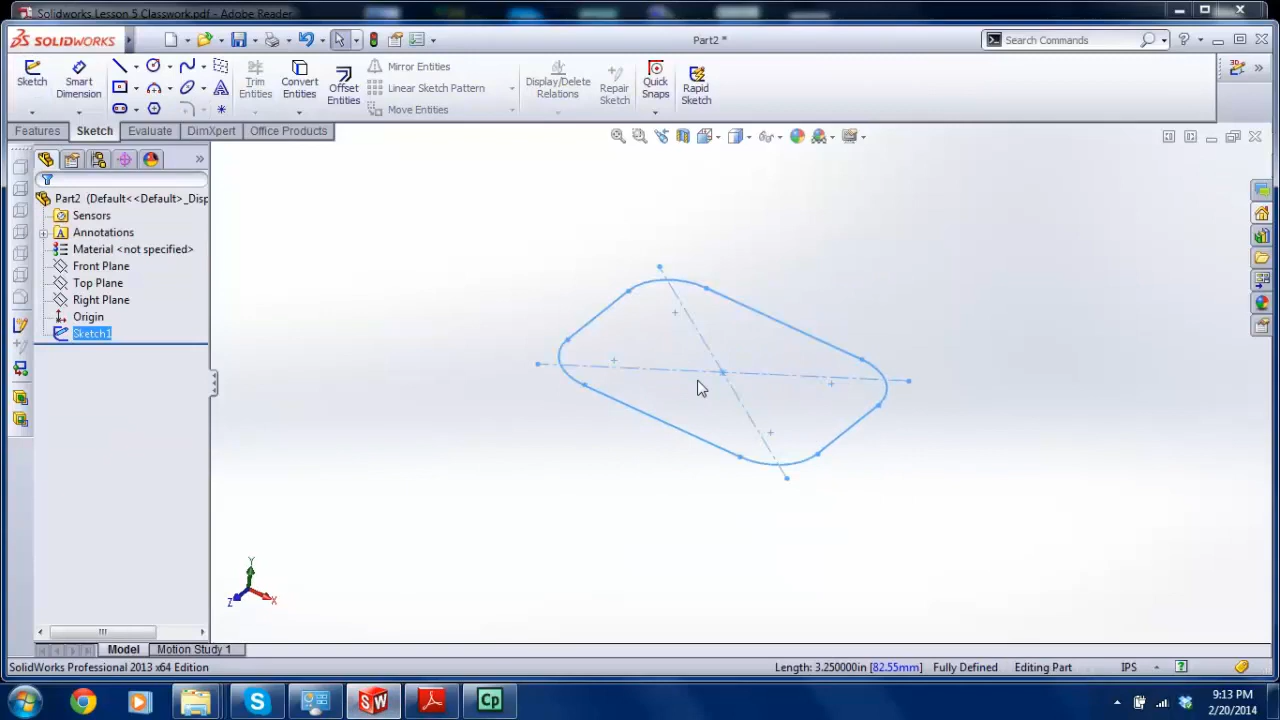 Solidworks Lesson 5 Classwork.pdf - Adobe Reader
SOLIDWORKS
Part2 *
Search Commands
Sketch
Smart Dimension
Trim Entities
Convert Entities
Offset Entities
Mirror Entities
Linear Sketch Pattern
Move Entities
Display/Delete Relations
Repair Sketch
Quick Snaps
Rapid Sketch
3D
Features
Sketch
Evaluate
DimXpert
Office Products
Part2 (Default<<Default>_Disp
Sensors
Annotations
Material <not specified>
Front Plane
Top Plane
Right Plane
Origin
Sketch1
Y
Z
X
Model
Motion Study 1
SolidWorks Professional 2013 x64 Edition
Length: 3.250000in [82.55mm]
Fully Defined
Editing Part
IPS
S
SW
Cp
9:13 PM
2/20/2014